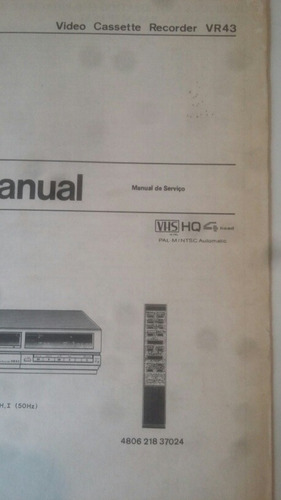 Video Cassette Recorder VR43
anual
Manual de Serviço
VHS HQ
PAL M/NTSC Automatic
H,I (50Hz)
4806 218 37024